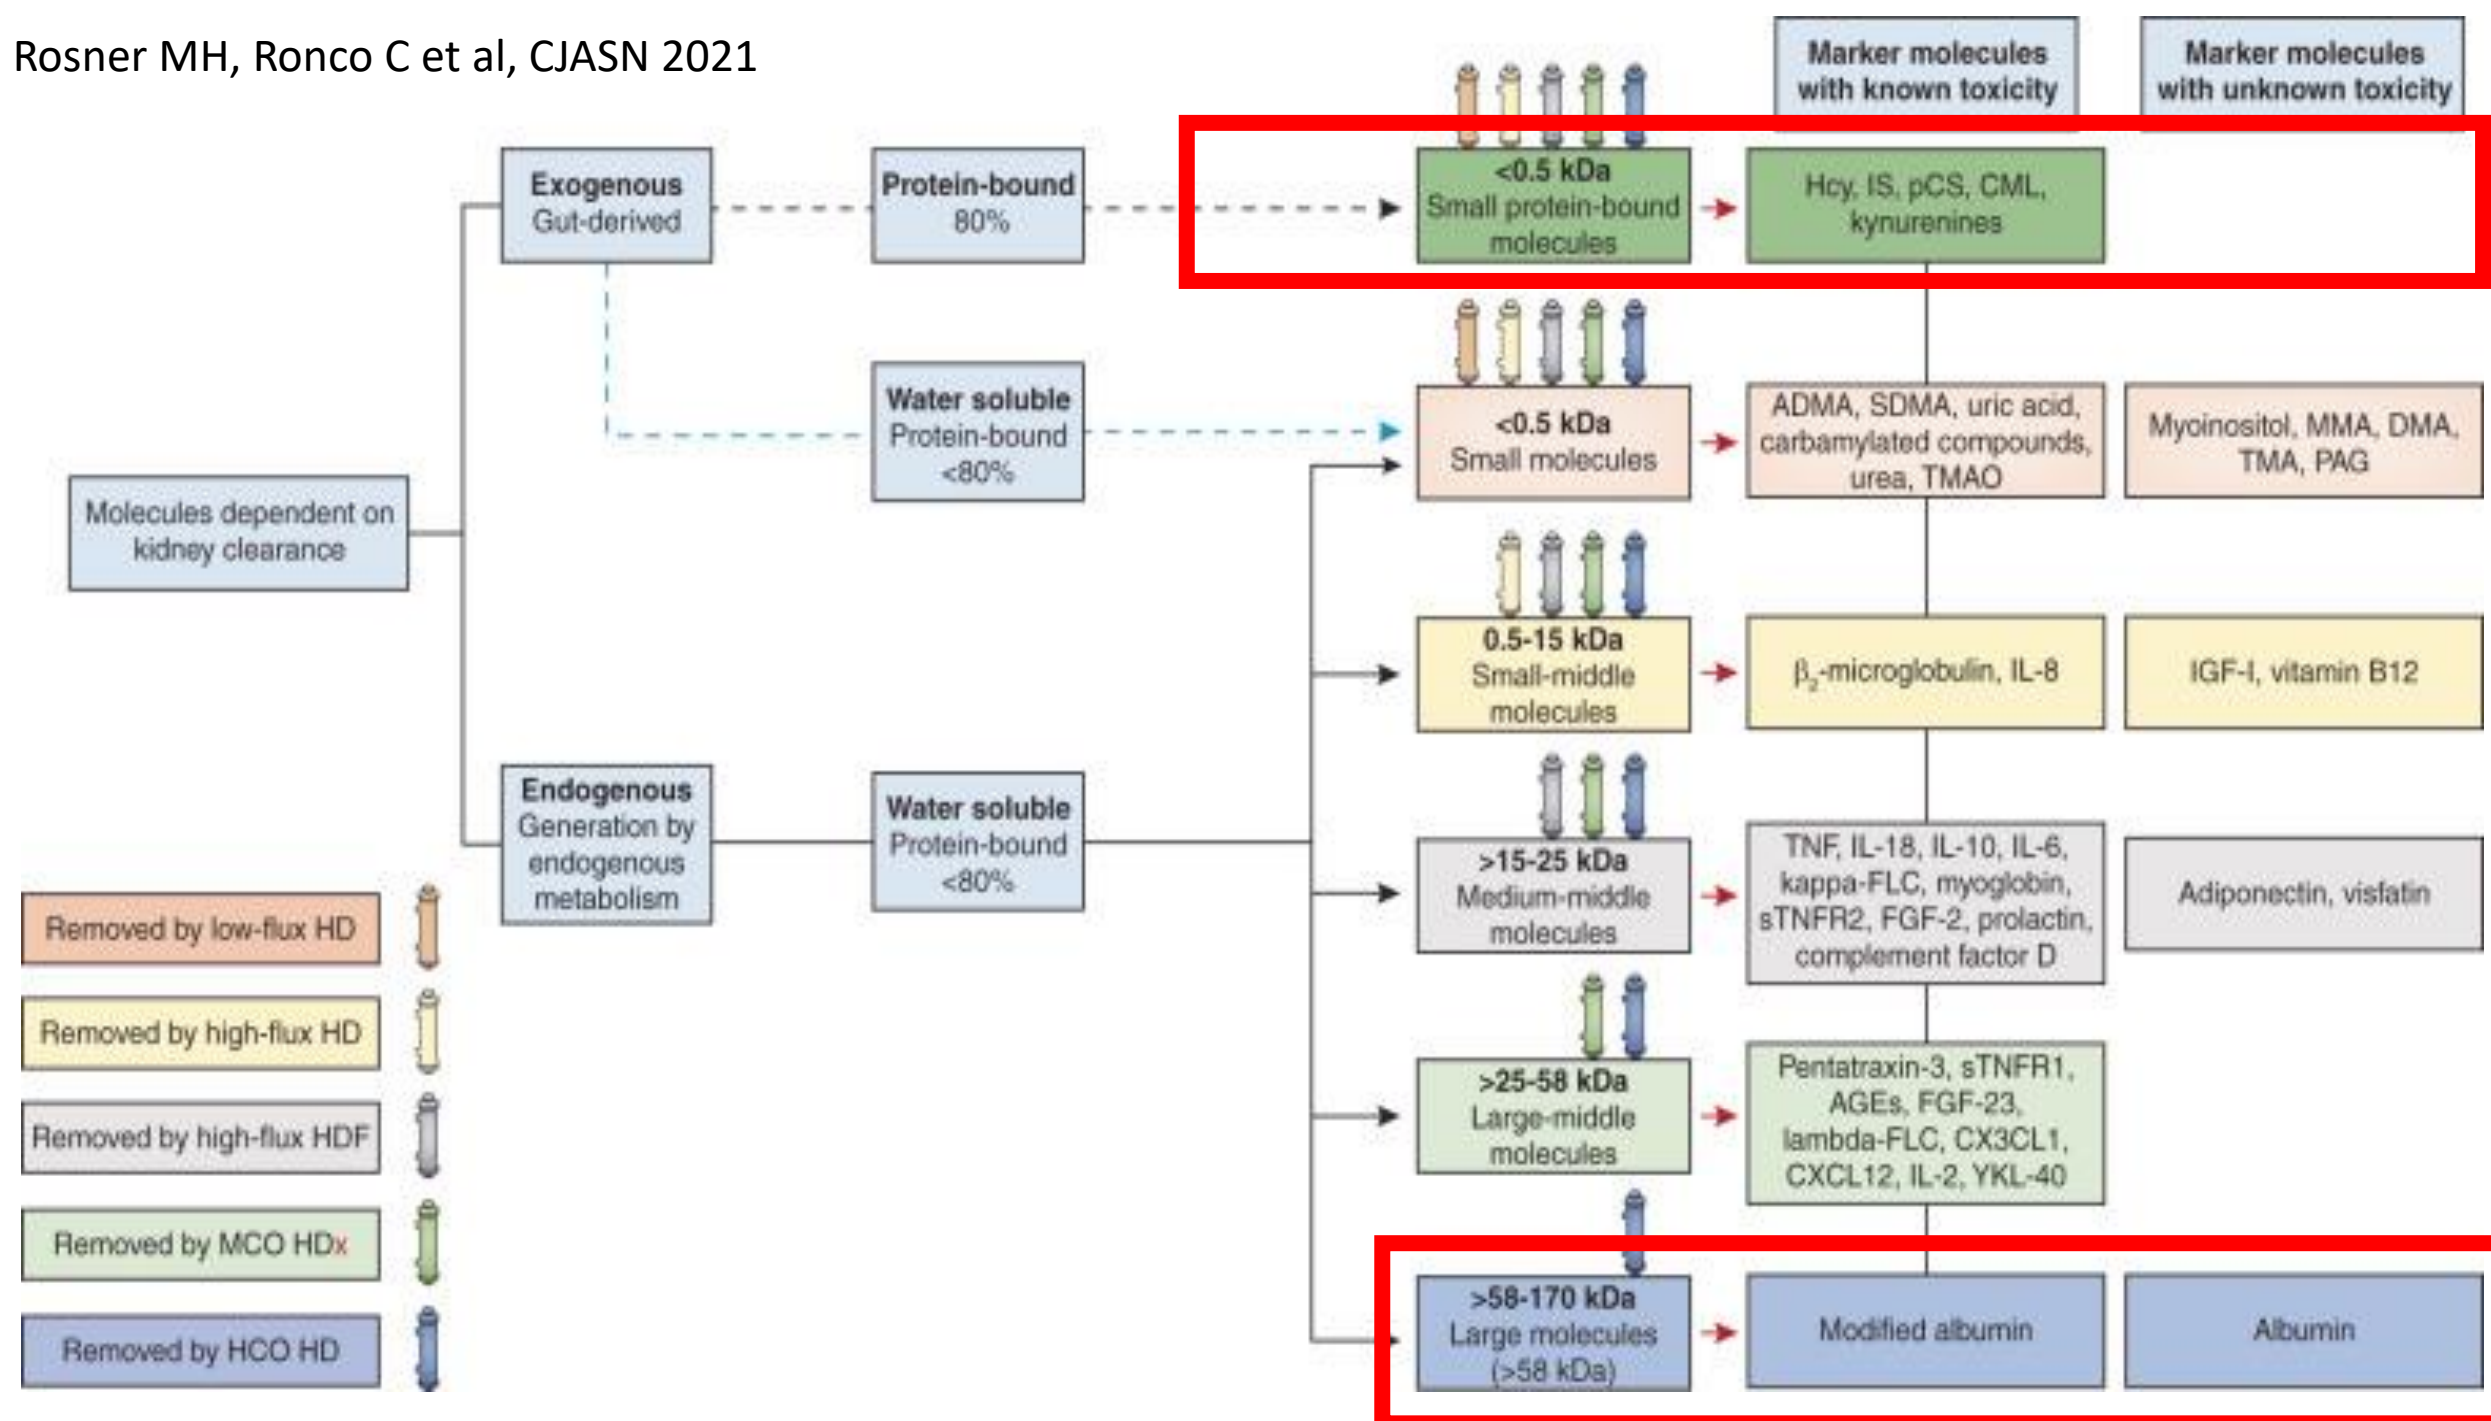 Rosner MH, Ronco C et al, CJASN 2021
Marker molecules
with known toxicity
Marker molecules
with unknown toxicity
Exogenous
Gut-derived
Protein-bound
80%
<0.5 kDa
Small protein-bound
molecules
Hcy, IS, pCS, CML,
kynurenines
Water soluble
Protein-bound
<80%
<0.5 kDa
Small molecules
ADMA, SDMA, uric acid,
carbamylated compounds,
urea, TMAO
Myoinositol, MMA, DMA,
TMA, PAG
Molecules dependent on
kidney clearance
0.5-15 kDa
Small-middle
molecules
β₂-microglobulin, IL-8
IGF-I, vitamin B12
Endogenous
Generation by
endogenous
metabolism
Water soluble
Protein-bound
<80%
>15-25 kDa
Medium-middle
molecules
TNF, IL-18, IL-10, IL-6,
kappa-FLC, myoglobin,
sTNFR2, FGF-2, prolactin,
complement factor D
Adiponectin, visfatin
>25-58 kDa
Large-middle
molecules
Pentatraxin-3, sTNFR1,
AGEs, FGF-23,
lambda-FLC, CX3CL1,
CXCL12, IL-2, YKL-40
>58-170 kDa
Large molecules
(>58 kDa)
Modified albumin
Albumin
Removed by low-flux HD
Removed by high-flux HD
Removed by high-flux HDF
Removed by MCO HDx
Removed by HCO HD